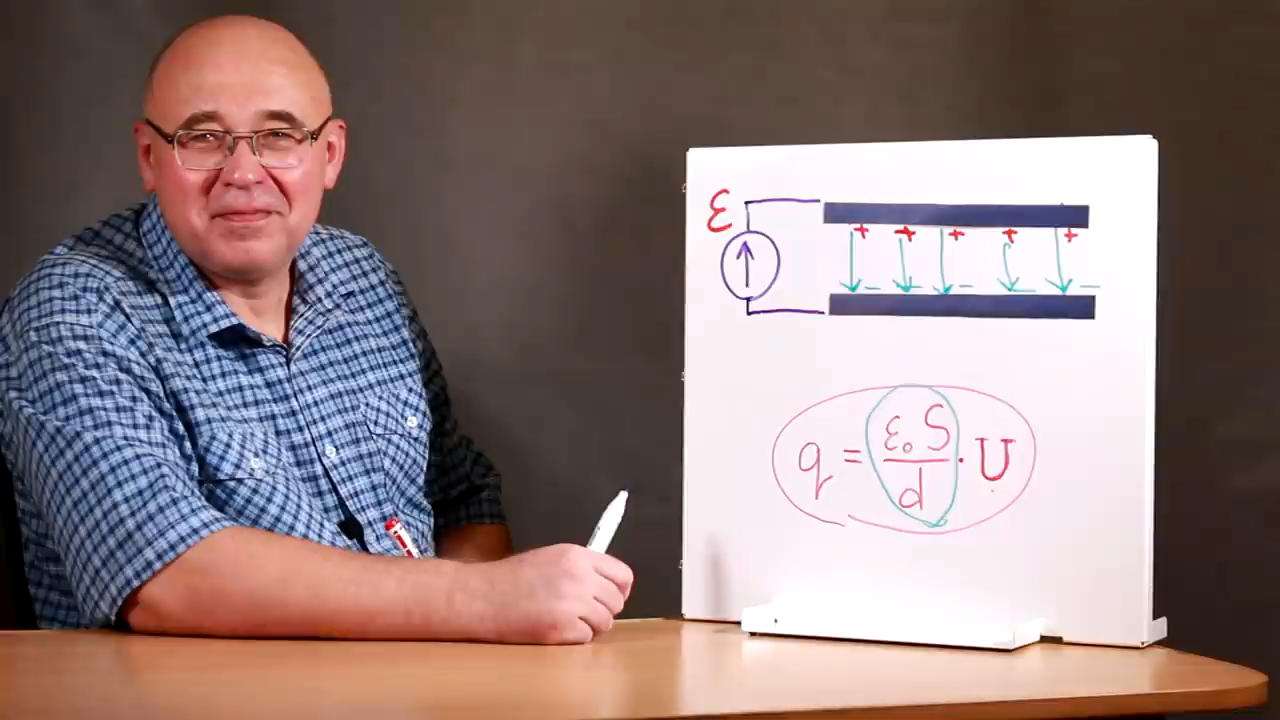 ε
+ + + + +
− − − − −
q = ε₀S/d · U